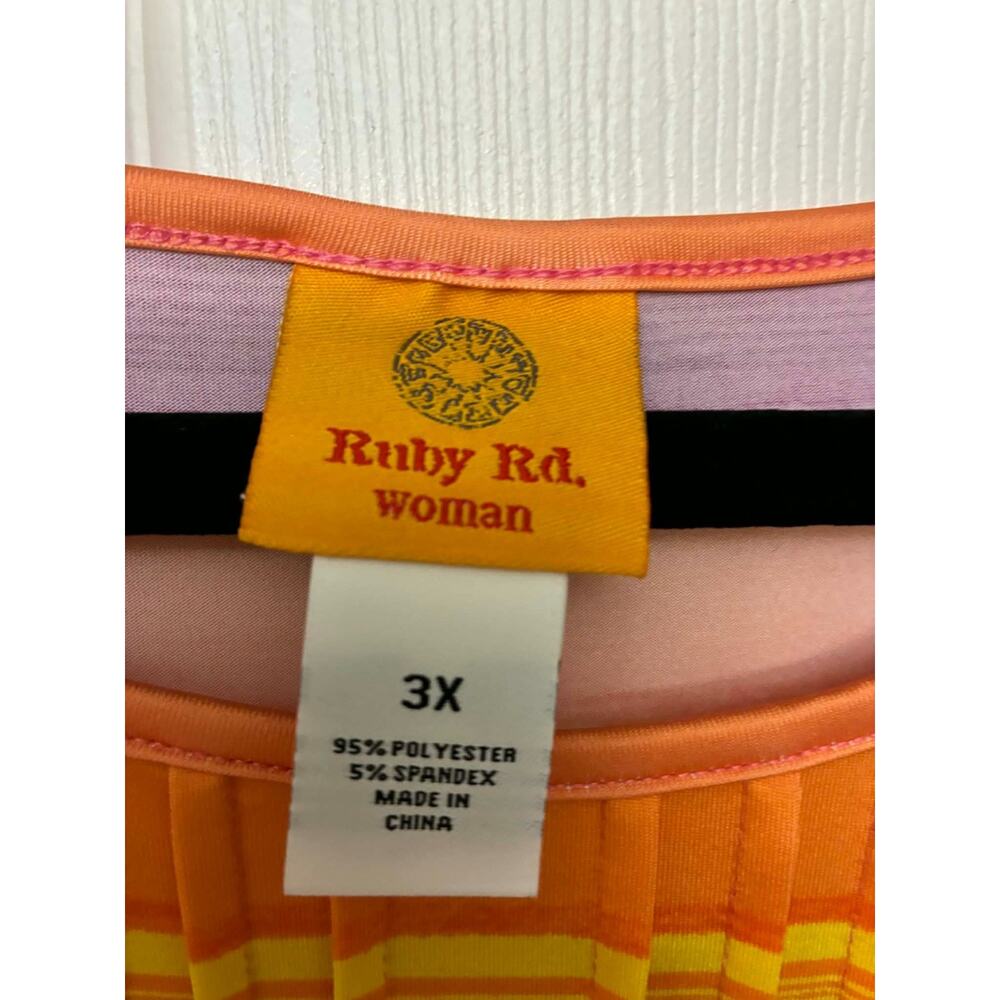 Ruby Rd.
woman
3X
95% POLYESTER
5% SPANDEX
MADE IN
CHINA